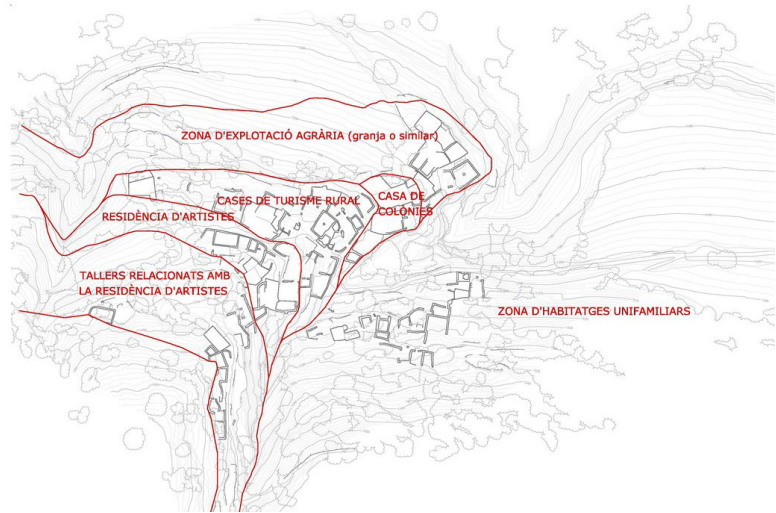 ZONA D'EXPLOTACIÓ AGRÀRIA (granja o similar)
CASES DE TURISME RURAL
CASA DE
COLÒNIES
RESIDÈNCIA D'ARTISTES
TALLERS RELACIONATS AMB
LA RESIDÈNCIA D'ARTISTES
ZONA D'HABITATGES UNIFAMILIARS